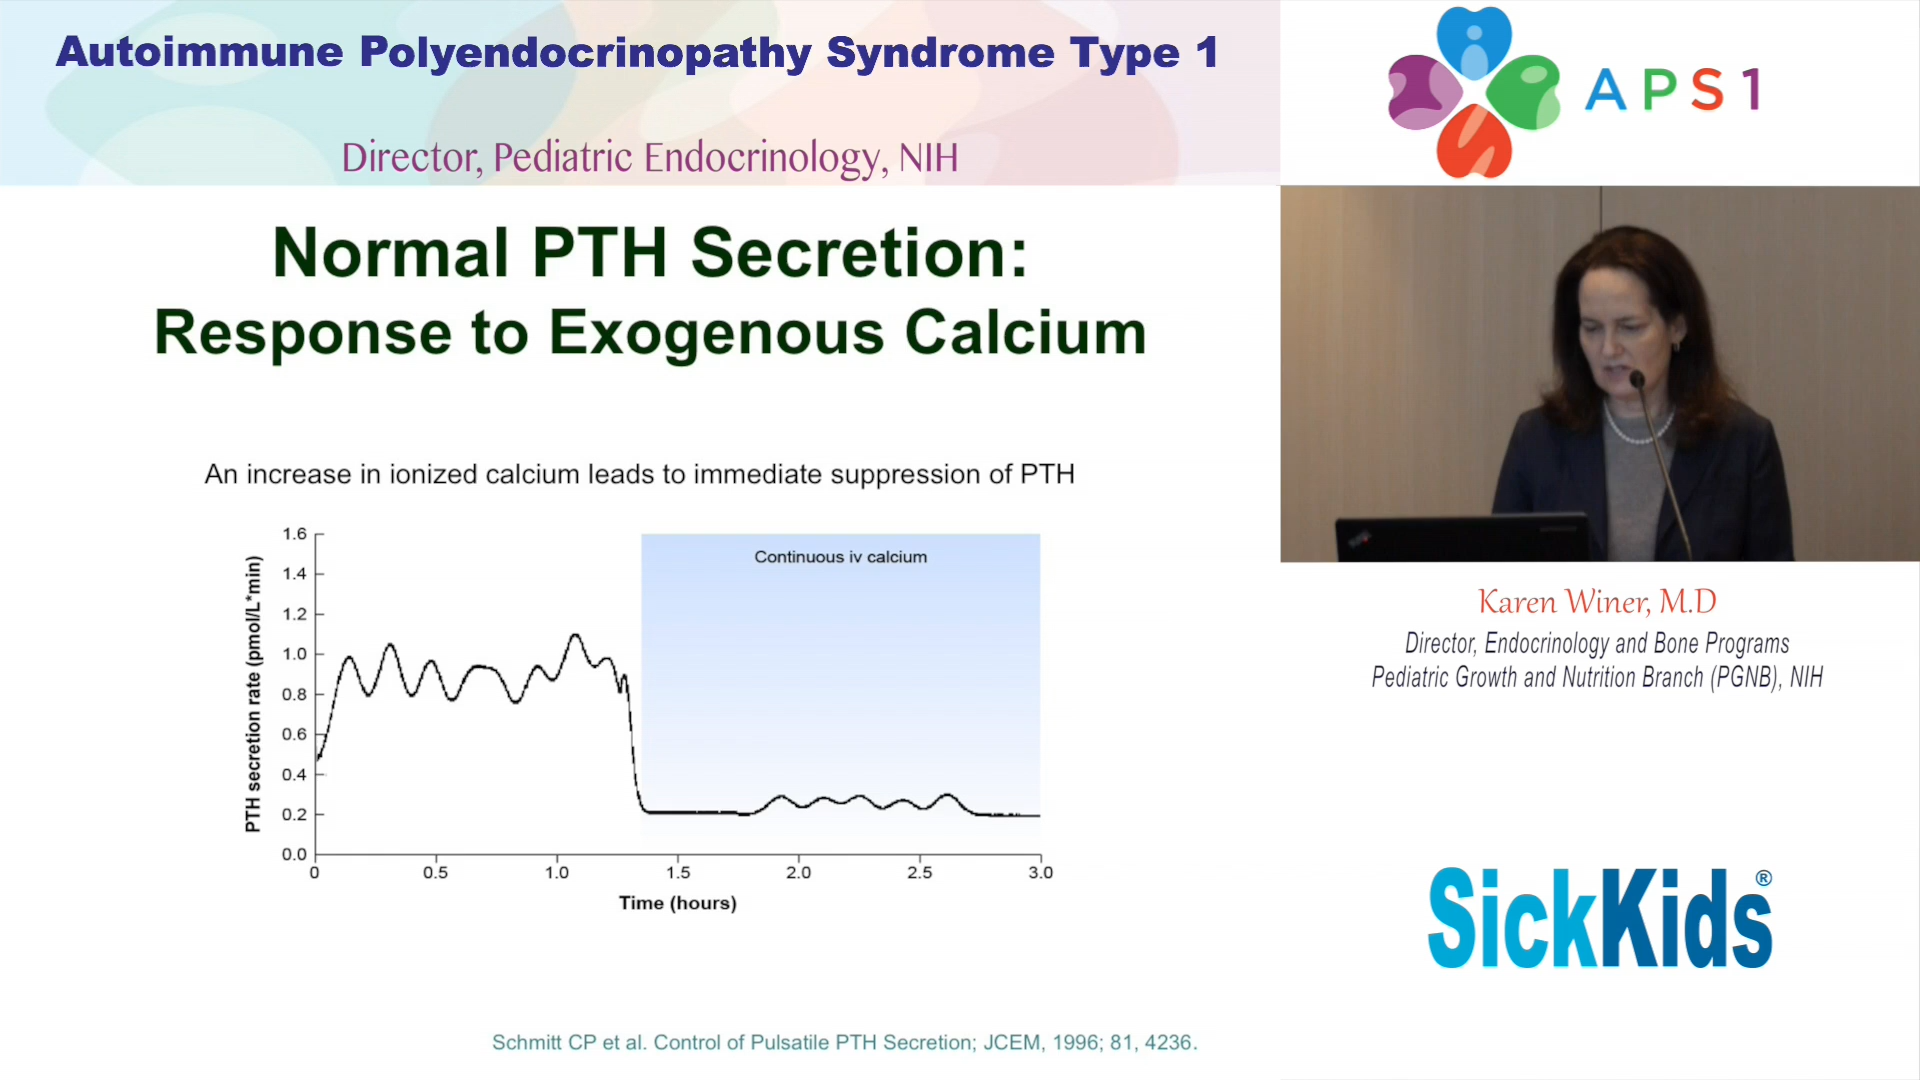 Autoimmune Polyendocrinopathy Syndrome Type 1
Director, Pediatric Endocrinology, NIH
APS1
Normal PTH Secretion:
Response to Exogenous Calcium
An increase in ionized calcium leads to immediate suppression of PTH
Continuous iv calcium
PTH secretion rate (pmol/L*min)
1.6
1.4
1.2
1.0
0.8
0.6
0.4
0.2
0.0
0 0.5 1.0 1.5 2.0 2.5 3.0
Time (hours)
Schmitt CP et al. Control of Pulsatile PTH Secretion; JCEM, 1996; 81, 4236.
Karen Winer, M.D
Director, Endocrinology and Bone Programs
Pediatric Growth and Nutrition Branch (PGNB), NIH
SickKids®